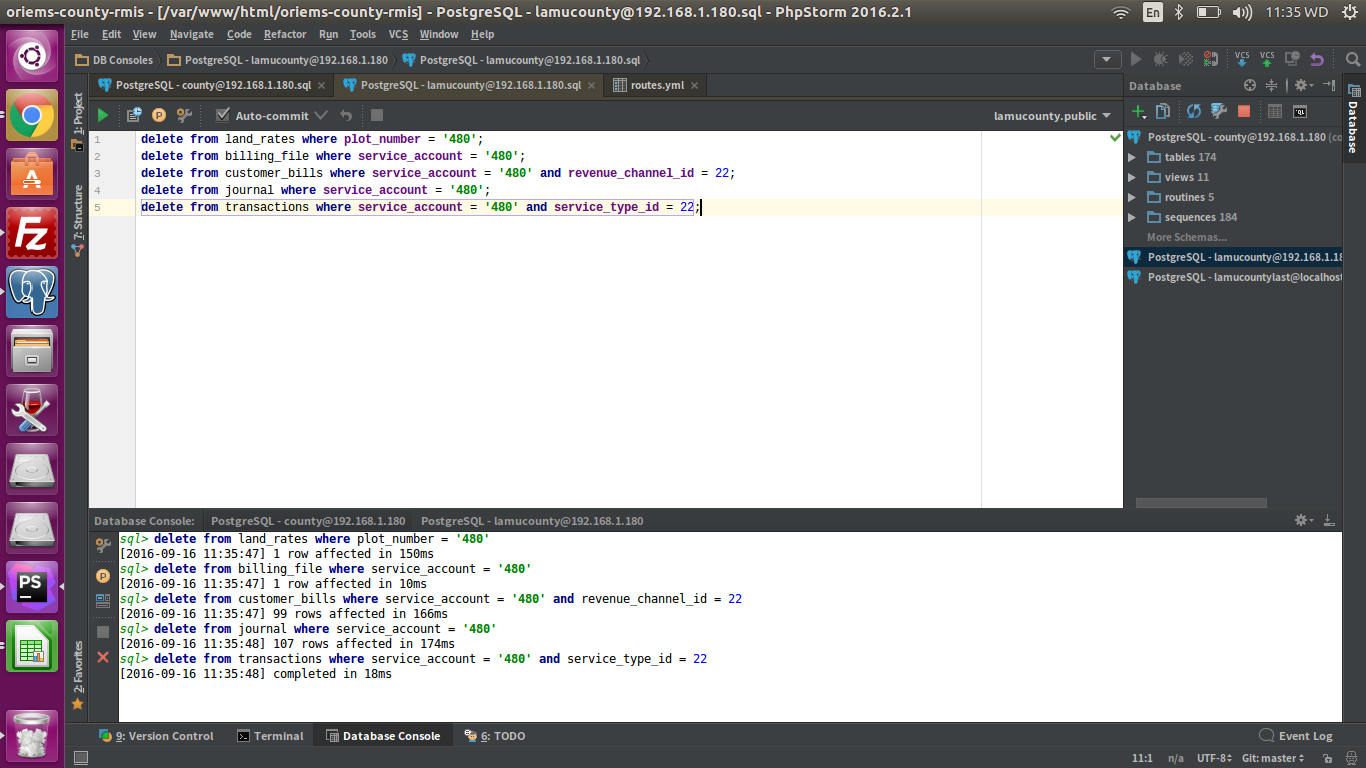 oriems-county-rmis - [/var/www/html/oriems-county-rmis] - PostgreSQL - lamucounty@192.168.1.180.sql - PhpStorm 2016.2.1
En
11:35 WD
File Edit View Navigate Code Refactor Run Tools VCS Window Help
DB Consoles PostgreSQL - lamucounty@192.168.1.180 PostgreSQL - lamucounty@192.168.1.180.sql
VCS VCS
PostgreSQL - county@192.168.1.180.sql PostgreSQL - lamucounty@192.168.1.180.sql routes.yml
Auto-commit
lamucounty.public
1 delete from land_rates where plot_number = '480';
2 delete from billing_file where service_account = '480';
3 delete from customer_bills where service_account = '480' and revenue_channel_id = 22;
4 delete from journal where service_account = '480';
5 delete from transactions where service_account = '480' and service_type_id = 22;
Database
PostgreSQL - county@192.168.1.180 (co
tables 174
views 11
routines 5
sequences 184
More Schemas...
PostgreSQL - lamucounty@192.168.1.18
PostgreSQL - lamucountylast@localhost
Database
1: Project
7: Structure
2: Favorites
Database Console: PostgreSQL - county@192.168.1.180 PostgreSQL - lamucounty@192.168.1.180
sql> delete from land_rates where plot_number = '480'
[2016-09-16 11:35:47] 1 row affected in 150ms
sql> delete from billing_file where service_account = '480'
[2016-09-16 11:35:47] 1 row affected in 10ms
sql> delete from customer_bills where service_account = '480' and revenue_channel_id = 22
[2016-09-16 11:35:47] 99 rows affected in 166ms
sql> delete from journal where service_account = '480'
[2016-09-16 11:35:48] 107 rows affected in 174ms
sql> delete from transactions where service_account = '480' and service_type_id = 22
[2016-09-16 11:35:48] completed in 18ms
9: Version Control Terminal Database Console 6: TODO
Event Log
11:1 n/a UTF-8 Git: master
Fz
PS